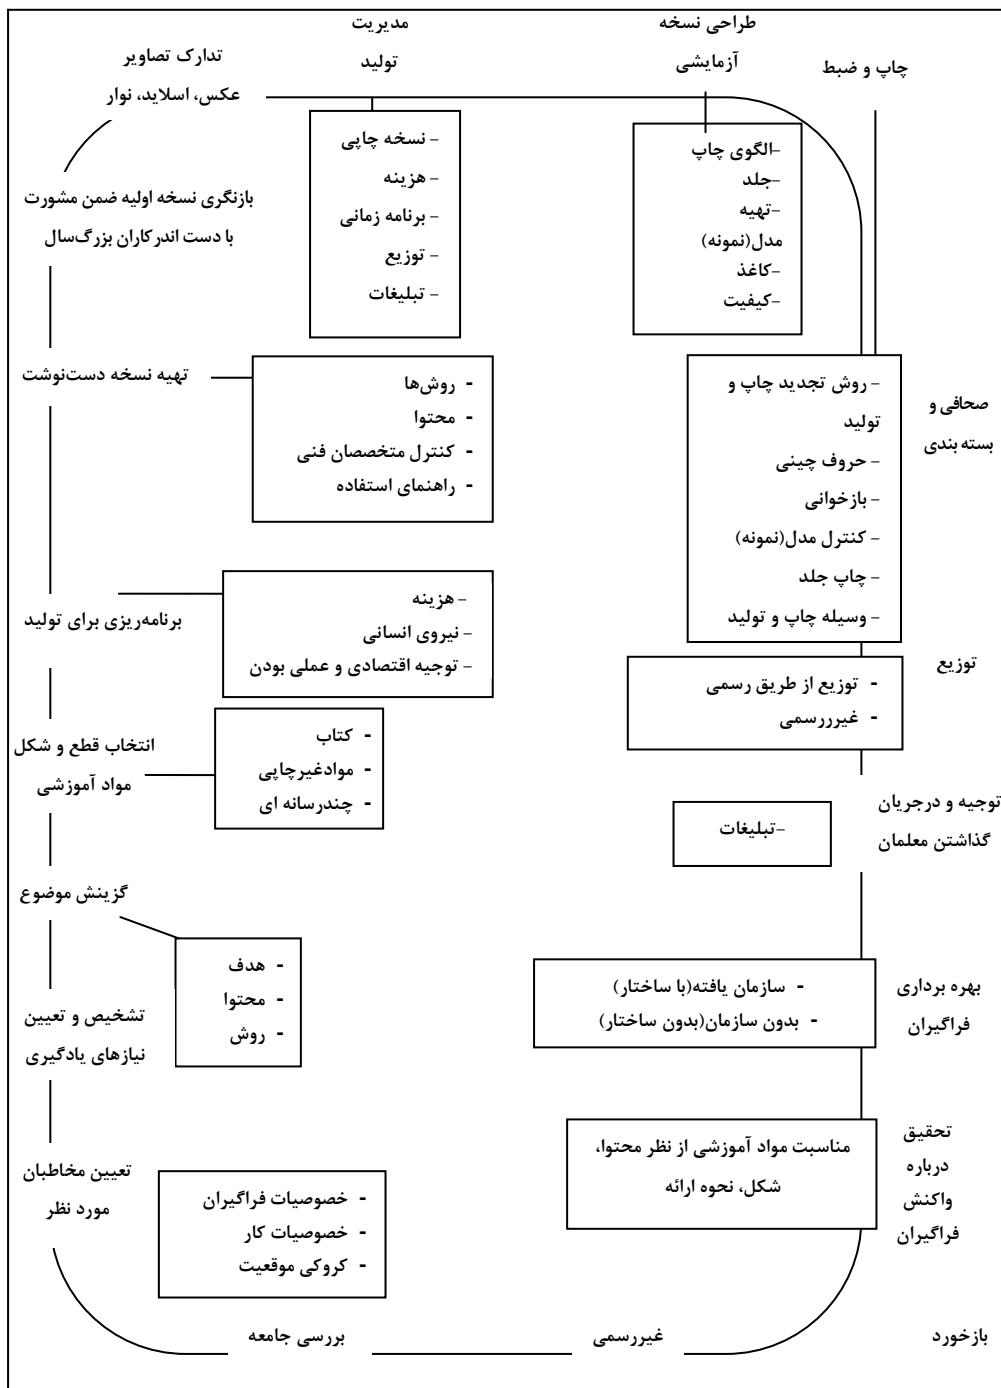 طراحی نسخه
آزمایشی
مدیریت
تولید
تدارک تصاویر
عکس، اسلاید، نوار
چاپ و ضبط
-الگوی چاپ
-جلد
-تهیه
مدل(نمونه)
-کاغذ
-کیفیت
- نسخه چاپی
- هزینه
- برنامه زمانی
- توزیع
- تبلیغات
بازنگری نسخه اولیه ضمن مشورت
با دست اندرکاران بزرگ‌سال
تهیه نسخه دست‌نوشت
- روش‌ها
- محتوا
- کنترل متخصصان فنی
- راهنمای استفاده
صحافی و
بسته بندی
- روش تجدید چاپ و
تولید
- حروف چینی
- بازخوانی
- کنترل مدل(نمونه)
- چاپ جلد
- وسیله چاپ و تولید
برنامه‌ریزی برای تولید
- هزینه
- نیروی انسانی
- توجیه اقتصادی و عملی بودن
توزیع
- توزیع از طریق رسمی
- غیرررسمی
انتخاب قطع و شکل
مواد آموزشی
- کتاب
- موادغیرچاپی
- چندرسانه ای
توجیه و درجریان
گذاشتن معلمان
-تبلیغات
گزینش موضوع
- هدف
- محتوا
- روش
تشخیص و تعیین
نیازهای یادگیری
بهره برداری
فراگیران
- سازمان یافته(با ساختار)
- بدون سازمان(بدون ساختار)
تحقیق
درباره
واکنش
فراگیران
مناسبت مواد آموزشی از نظر محتوا،
شکل، نحوه ارائه
تعیین مخاطبان
مورد نظر
- خصوصیات فراگیران
- خصوصیات کار
- کروکی موقعیت
بازخورد
غیررسمی
بررسی جامعه